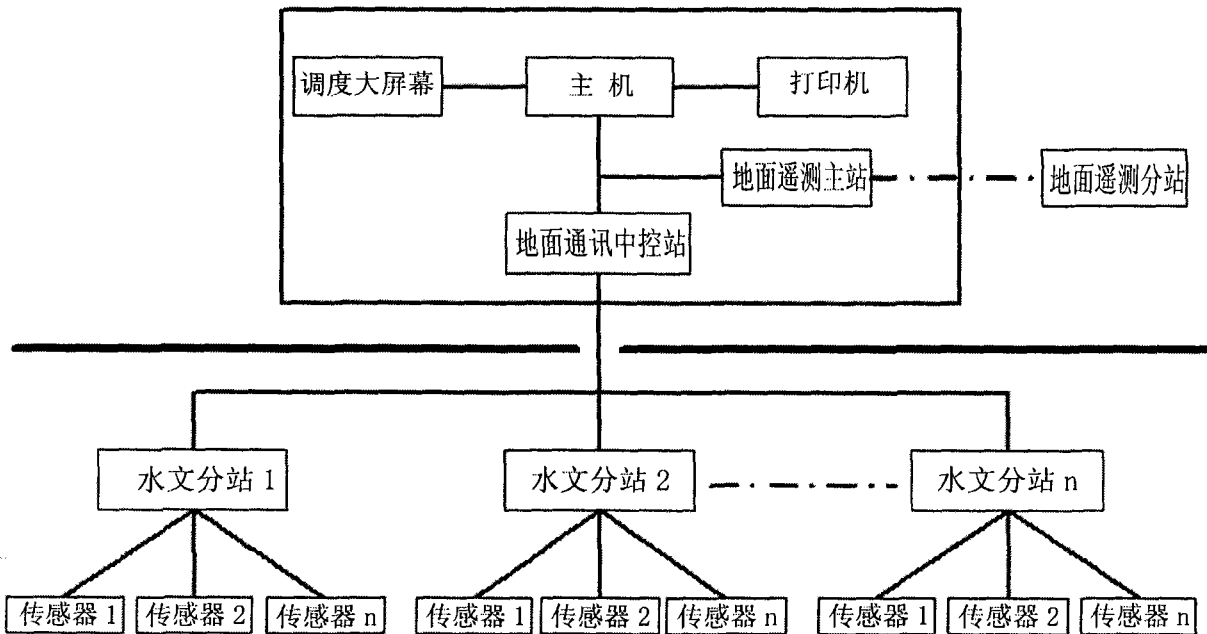 调度大屏幕
主 机
打印机
地面遥测主站
地面遥测分站
地面通讯中控站
水文分站 1
水文分站 2
水文分站 n
传感器 1
传感器 2
传感器 n
传感器 1
传感器 2
传感器 n
传感器 1
传感器 2
传感器 n